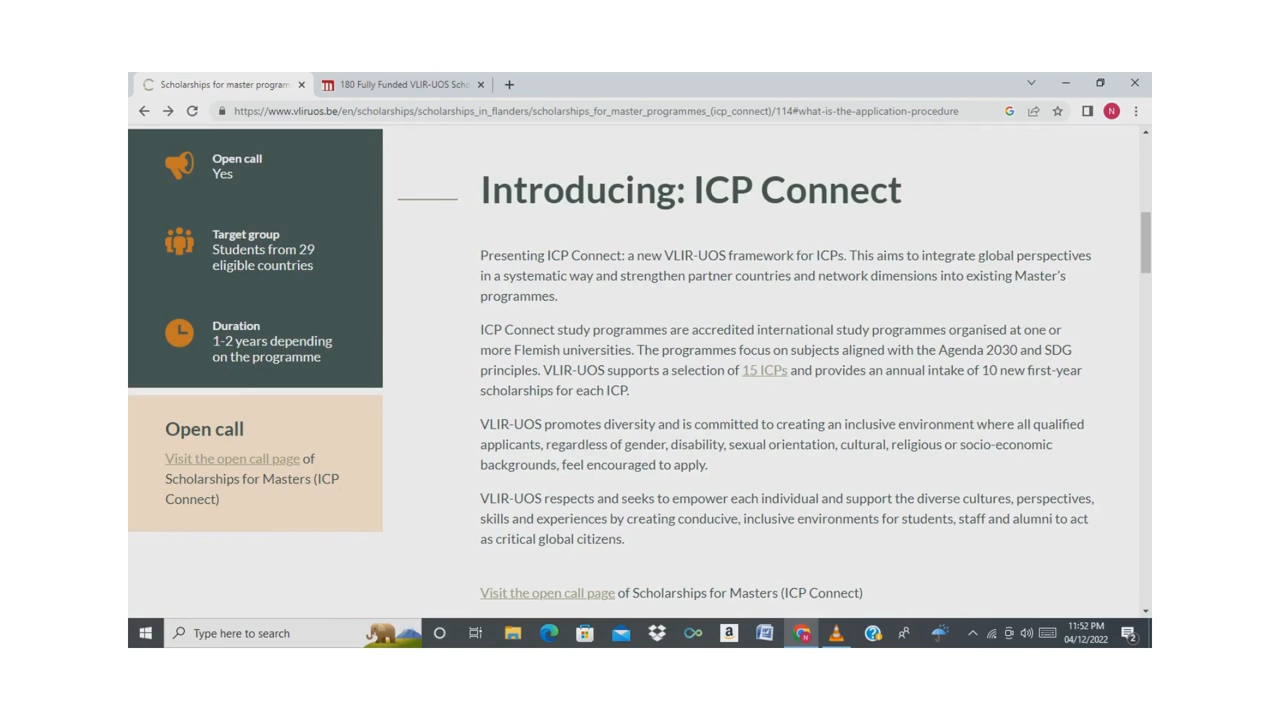 Scholarships for master program
180 Fully Funded VLIR-UOS Scho
https://www.vliruos.be/en/scholarships/scholarships_in_flanders/scholarships_for_master_programmes_(icp_connect)/114#what-is-the-application-procedure
N
Open call
Yes
Target group
Students from 29
eligible countries
Duration
1-2 years depending
on the programme
Open call
Visit the open call page of
Scholarships for Masters (ICP
Connect)
Introducing: ICP Connect
Presenting ICP Connect: a new VLIR-UOS framework for ICPs. This aims to integrate global perspectives
in a systematic way and strengthen partner countries and network dimensions into existing Master's
programmes.
ICP Connect study programmes are accredited international study programmes organised at one or
more Flemish universities. The programmes focus on subjects aligned with the Agenda 2030 and SDG
principles. VLIR-UOS supports a selection of 15 ICPs and provides an annual intake of 10 new first-year
scholarships for each ICP.
VLIR-UOS promotes diversity and is committed to creating an inclusive environment where all qualified
applicants, regardless of gender, disability, sexual orientation, cultural, religious or socio-economic
backgrounds, feel encouraged to apply.
VLIR-UOS respects and seeks to empower each individual and support the diverse cultures, perspectives,
skills and experiences by creating conducive, inclusive environments for students, staff and alumni to act
as critical global citizens.
Visit the open call page of Scholarships for Masters (ICP Connect)
Type here to search
11:52 PM
04/12/2022
2